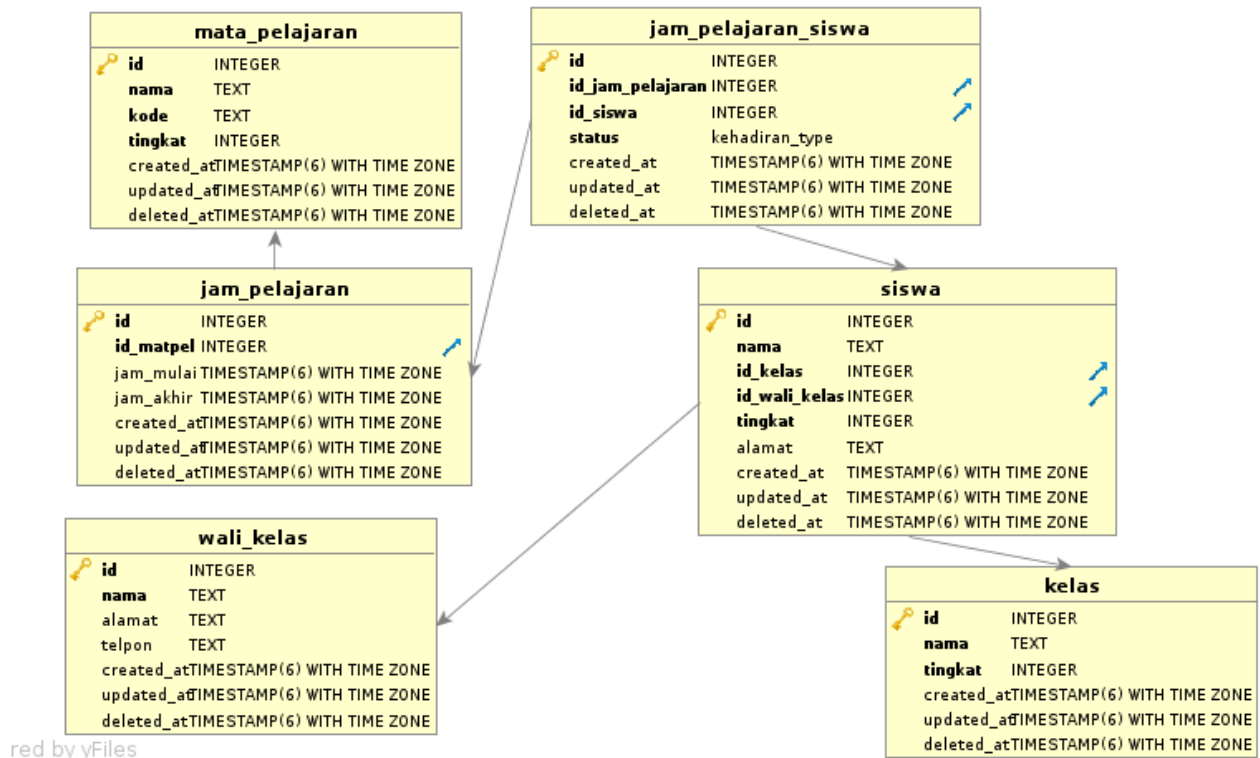 mata_pelajaran
id INTEGER
nama TEXT
kode TEXT
tingkat INTEGER
created_at TIMESTAMP(6) WITH TIME ZONE
updated_at TIMESTAMP(6) WITH TIME ZONE
deleted_at TIMESTAMP(6) WITH TIME ZONE
jam_pelajaran_siswa
id INTEGER
id_jam_pelajaran INTEGER
id_siswa INTEGER
status kehadiran_type
created_at TIMESTAMP(6) WITH TIME ZONE
updated_at TIMESTAMP(6) WITH TIME ZONE
deleted_at TIMESTAMP(6) WITH TIME ZONE
jam_pelajaran
id INTEGER
id_matpel INTEGER
jam_mulai TIMESTAMP(6) WITH TIME ZONE
jam_akhir TIMESTAMP(6) WITH TIME ZONE
created_at TIMESTAMP(6) WITH TIME ZONE
updated_at TIMESTAMP(6) WITH TIME ZONE
deleted_at TIMESTAMP(6) WITH TIME ZONE
siswa
id INTEGER
nama TEXT
id_kelas INTEGER
id_wali_kelas INTEGER
tingkat INTEGER
alamat TEXT
created_at TIMESTAMP(6) WITH TIME ZONE
updated_at TIMESTAMP(6) WITH TIME ZONE
deleted_at TIMESTAMP(6) WITH TIME ZONE
wali_kelas
id INTEGER
nama TEXT
alamat TEXT
telpon TEXT
created_at TIMESTAMP(6) WITH TIME ZONE
updated_at TIMESTAMP(6) WITH TIME ZONE
deleted_at TIMESTAMP(6) WITH TIME ZONE
kelas
id INTEGER
nama TEXT
tingkat INTEGER
created_at TIMESTAMP(6) WITH TIME ZONE
updated_at TIMESTAMP(6) WITH TIME ZONE
deleted_at TIMESTAMP(6) WITH TIME ZONE
red by yFiles